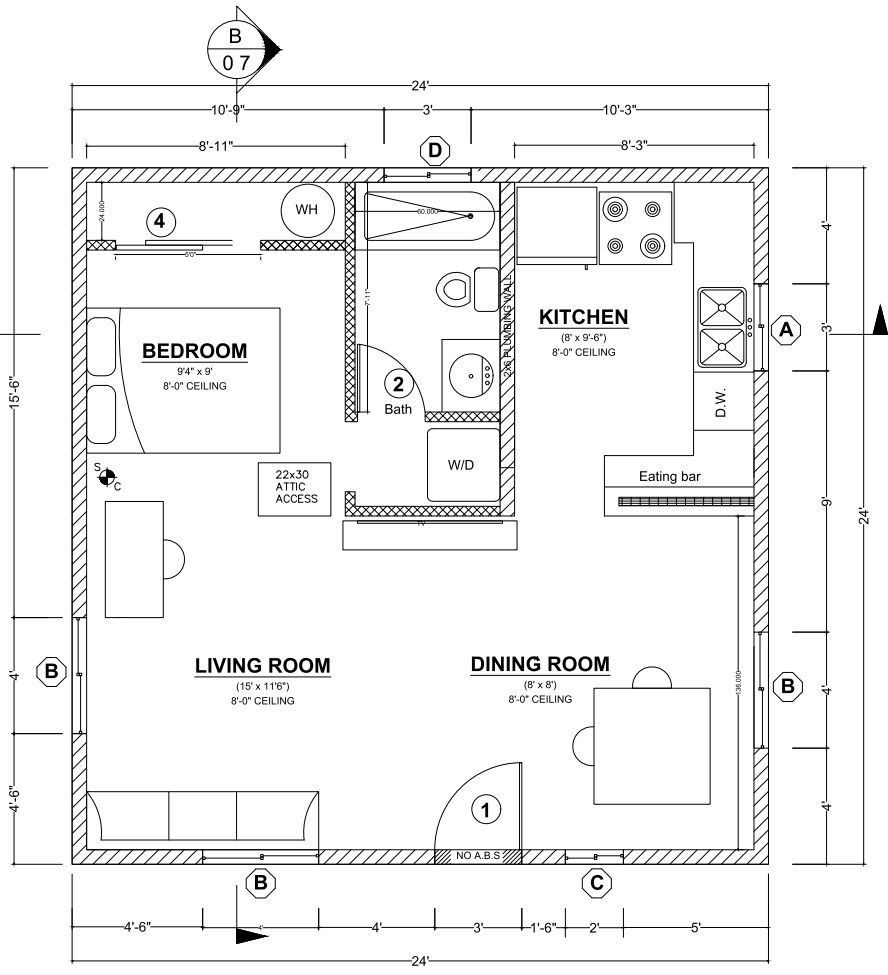 B
0 7
24'
10'-9"
3'
10'-3"
8'-11"
D
8'-3"
4
WH
24.000
6'0"
60.000
7'-11"
2X6 PLUMBING WALL
4'
3'
A
KITCHEN
(8' x 9'-6")
8'-0" CEILING
BEDROOM
9'4" x 9'
8'-0" CEILING
2
Bath
D.W.
15'-6"
W/D
Eating bar
S
C
22x30
ATTIC
ACCESS
TV
9'
24'
B
4'
LIVING ROOM
(15' x 11'6")
8'-0" CEILING
DINING ROOM
(8' x 8')
8'-0" CEILING
138.000
B
4'
4'-6"
1
4'
NO A.B.S
B
C
4'-6"
4'
4'
3'
1'-6"
2'
5'
24'